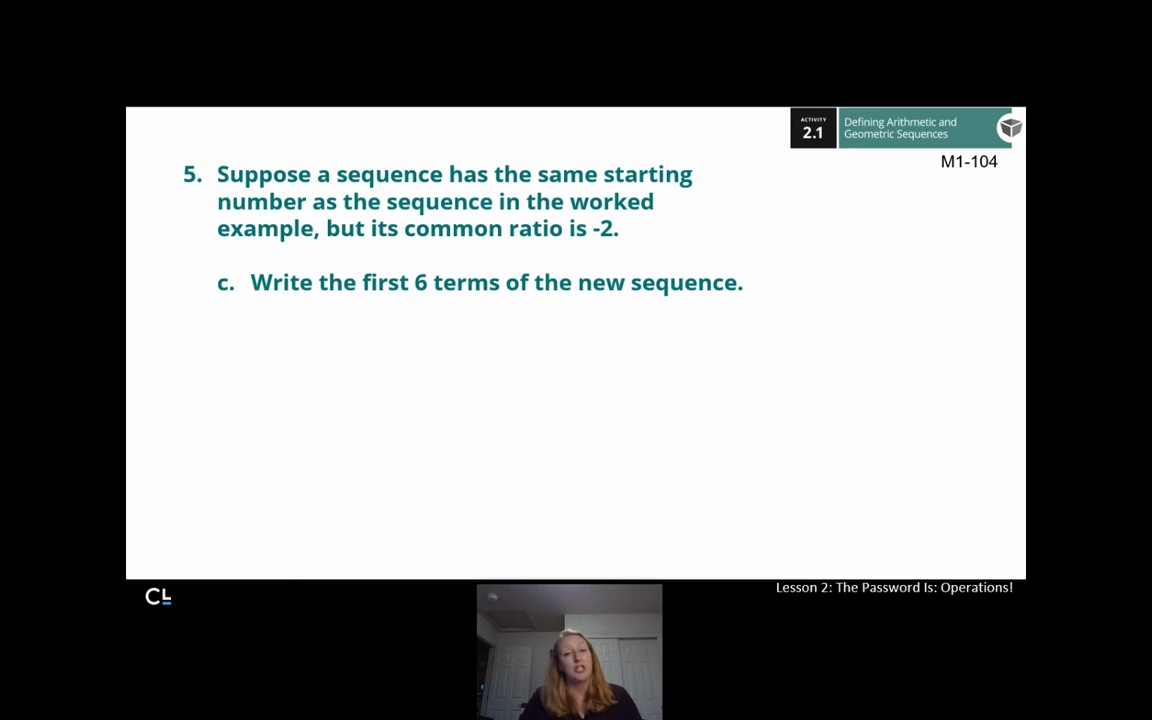 ACTIVITY
2.1
Defining Arithmetic and
Geometric Sequences
M1-104
5. Suppose a sequence has the same starting
number as the sequence in the worked
example, but its common ratio is -2.
c. Write the first 6 terms of the new sequence.
Lesson 2: The Password Is: Operations!
CL